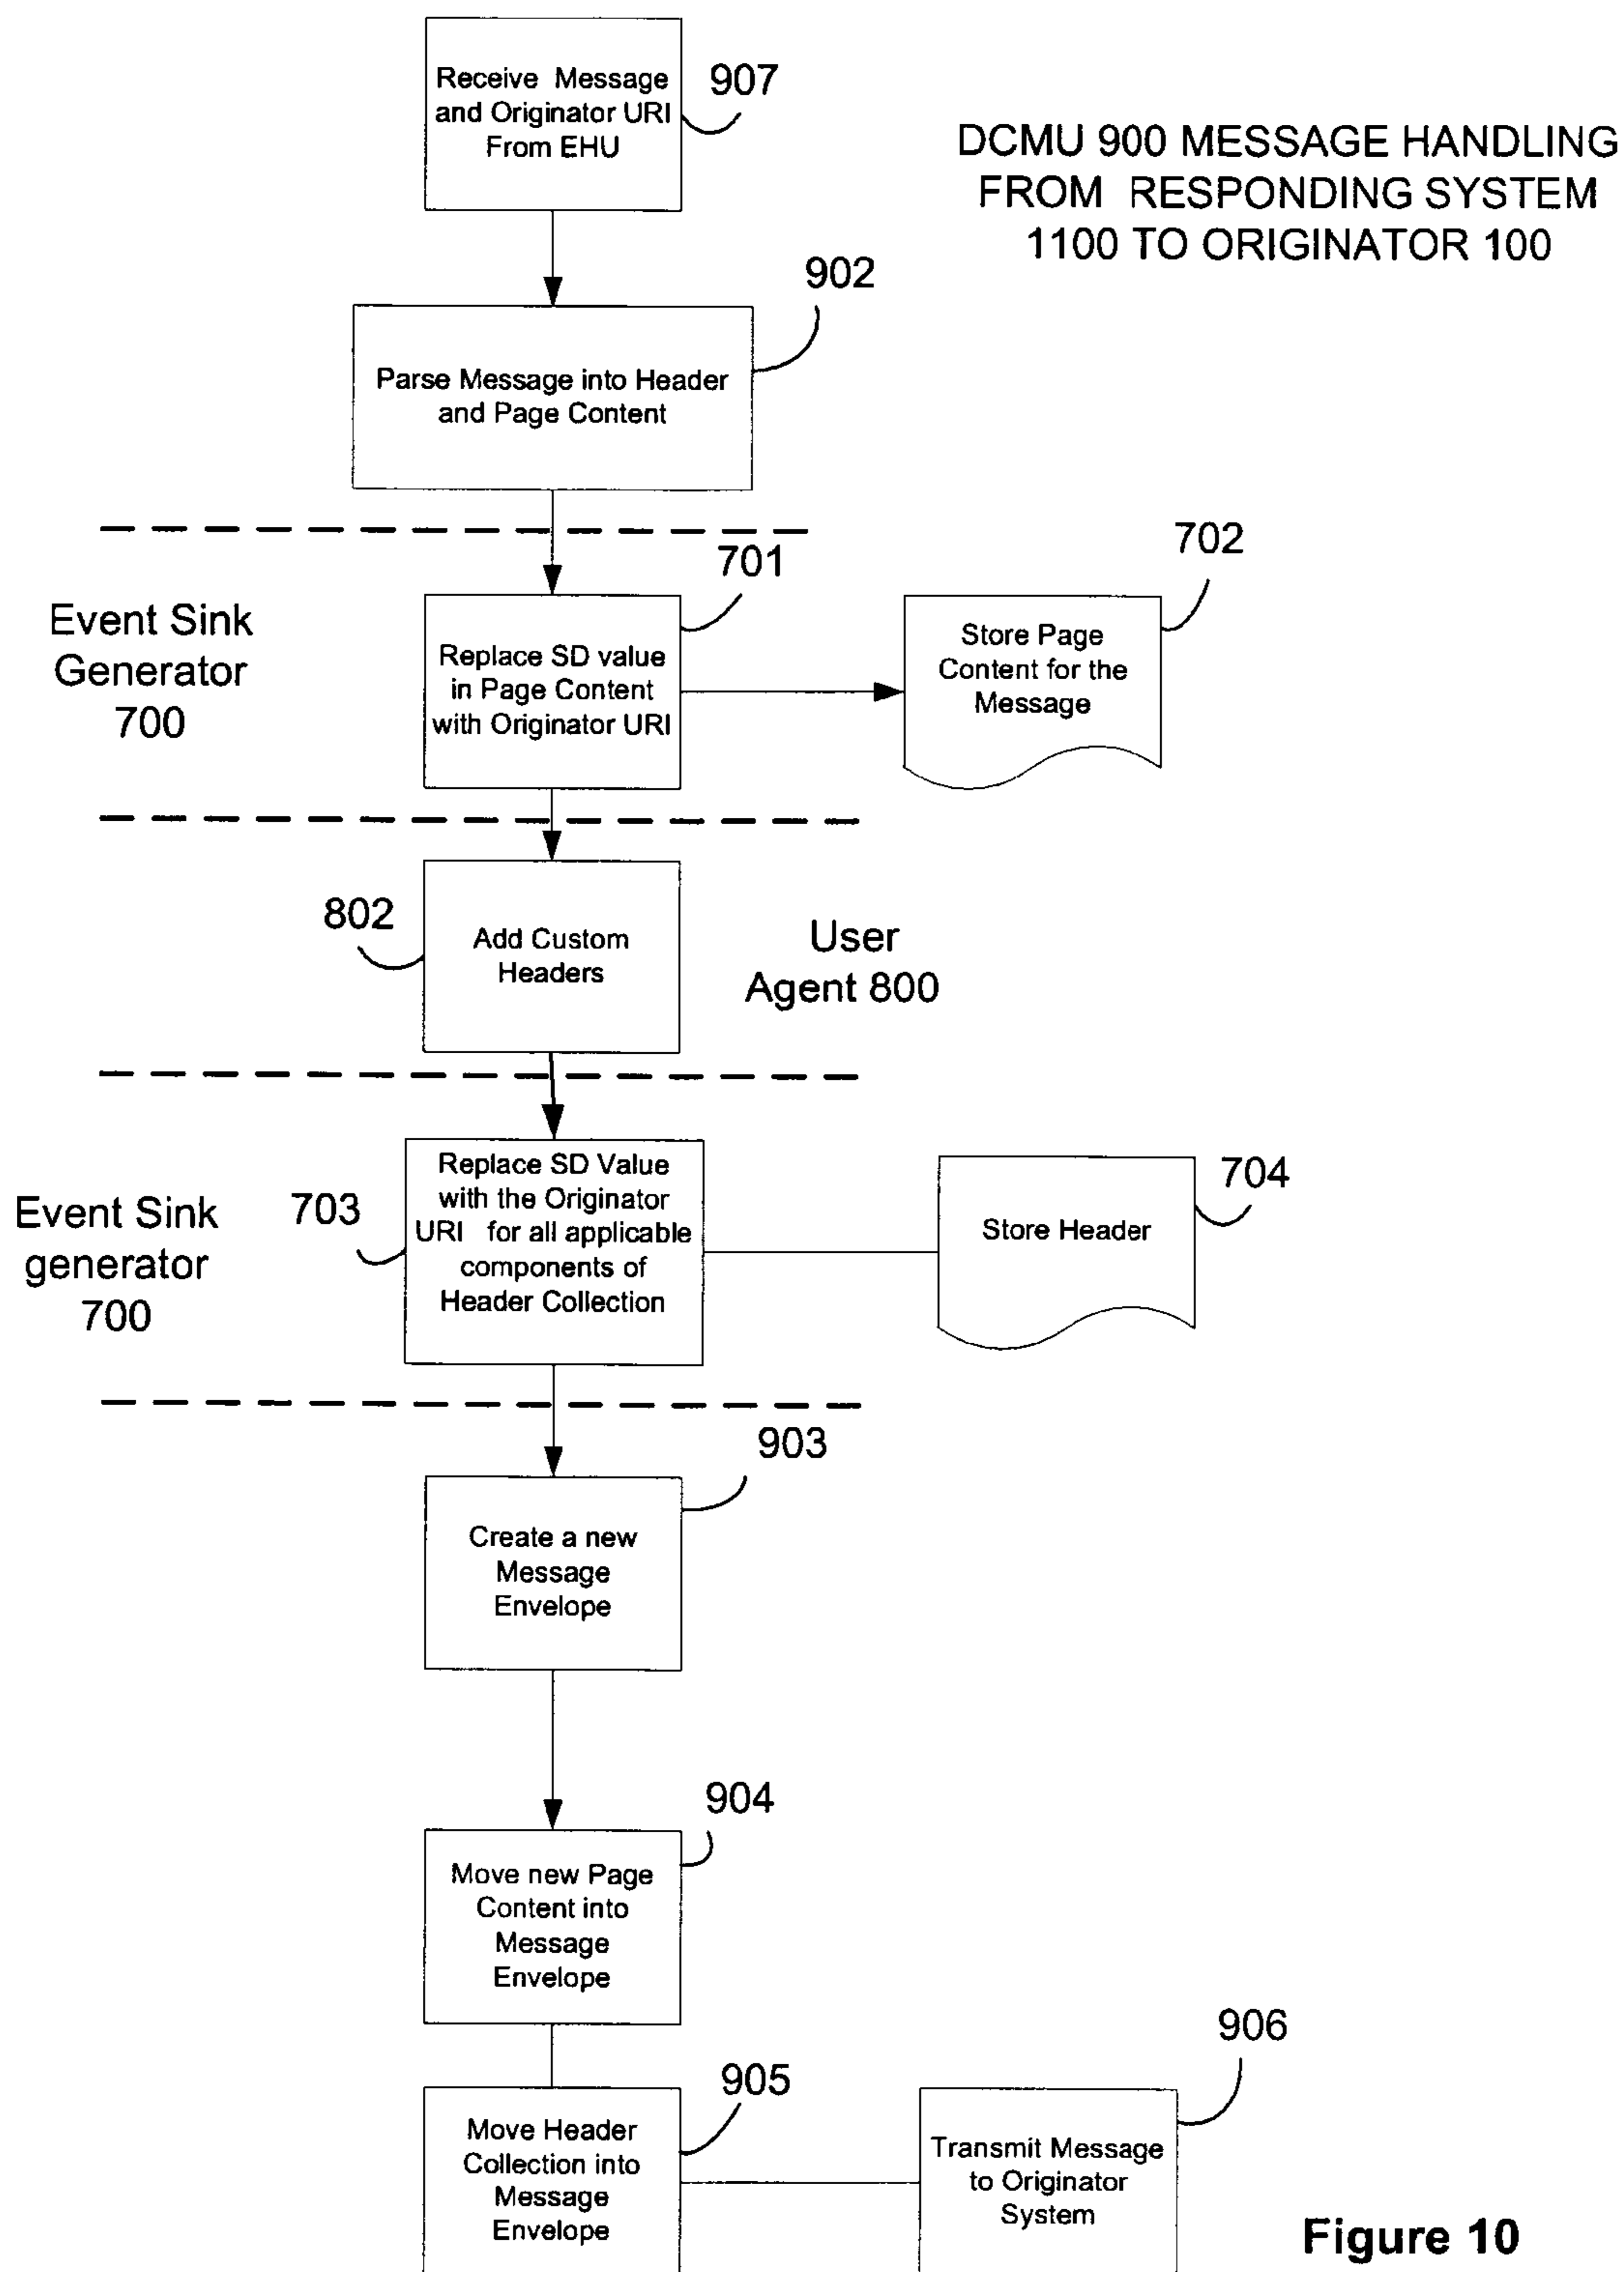 Receive Message
and Originator URI
From EHU
907
DCMU 900 MESSAGE HANDLING
FROM RESPONDING SYSTEM
1100 TO ORIGINATOR 100
902
Parse Message into Header
and Page Content
701
702
Event Sink
Generator
700
Replace SD value
in Page Content
with Originator URI
Store Page
Content for the
Message
802
Add Custom
Headers
User
Agent 800
Event Sink
generator
700
703
Replace SD Value
with the Originator
URI for all applicable
components of
Header Collection
704
Store Header
903
Create a new
Message
Envelope
904
Move new Page
Content into
Message
Envelope
905
Move Header
Collection into
Message
Envelope
906
Transmit Message
to Originator
System
Figure 10